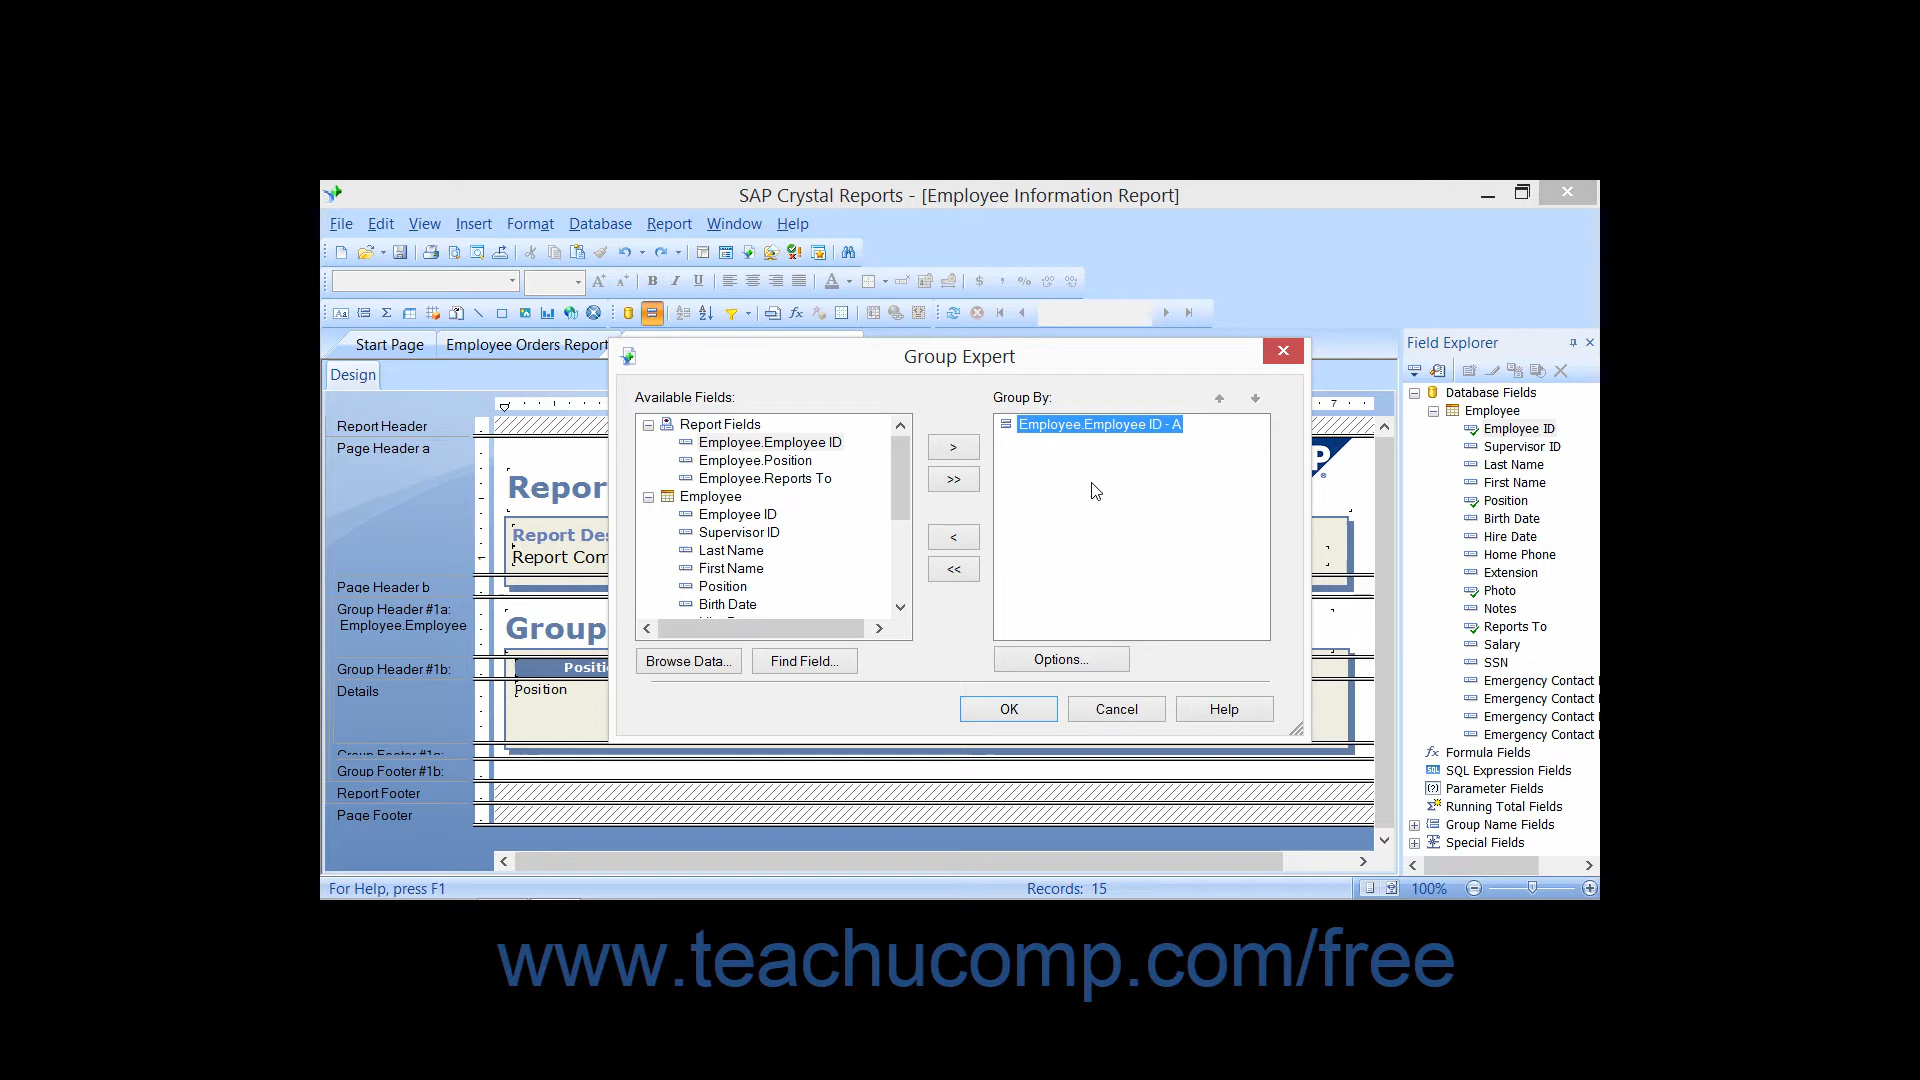 SAP Crystal Reports - [Employee Information Report]
File Edit View Insert Format Database Report Window Help
Start Page
Employee Orders Report
Design
Report Header
Page Header a
Page Header b
Group Header #1a:
Employee.Employee
Group Header #1b:
Details
Group Footer #1a:
Group Footer #1b:
Report Footer
Page Footer
Repor
Report Des
Report Com
Group
Positi
Position
7
P
Group Expert
Available Fields:
Report Fields
Employee.Employee ID
Employee.Position
Employee.Reports To
Employee
Employee ID
Supervisor ID
Last Name
First Name
Position
Birth Date
>
>>
<
<<
Group By:
Employee.Employee ID - A
Browse Data...
Find Field...
Options...
OK
Cancel
Help
Field Explorer
Database Fields
Employee
Employee ID
Supervisor ID
Last Name
First Name
Position
Birth Date
Hire Date
Home Phone
Extension
Photo
Notes
Reports To
Salary
SSN
Emergency Contact
Emergency Contact
Emergency Contact
Emergency Contact
Formula Fields
SQL Expression Fields
Parameter Fields
Running Total Fields
Group Name Fields
Special Fields
For Help, press F1
Records: 15
100%
www.teachucomp.com/free